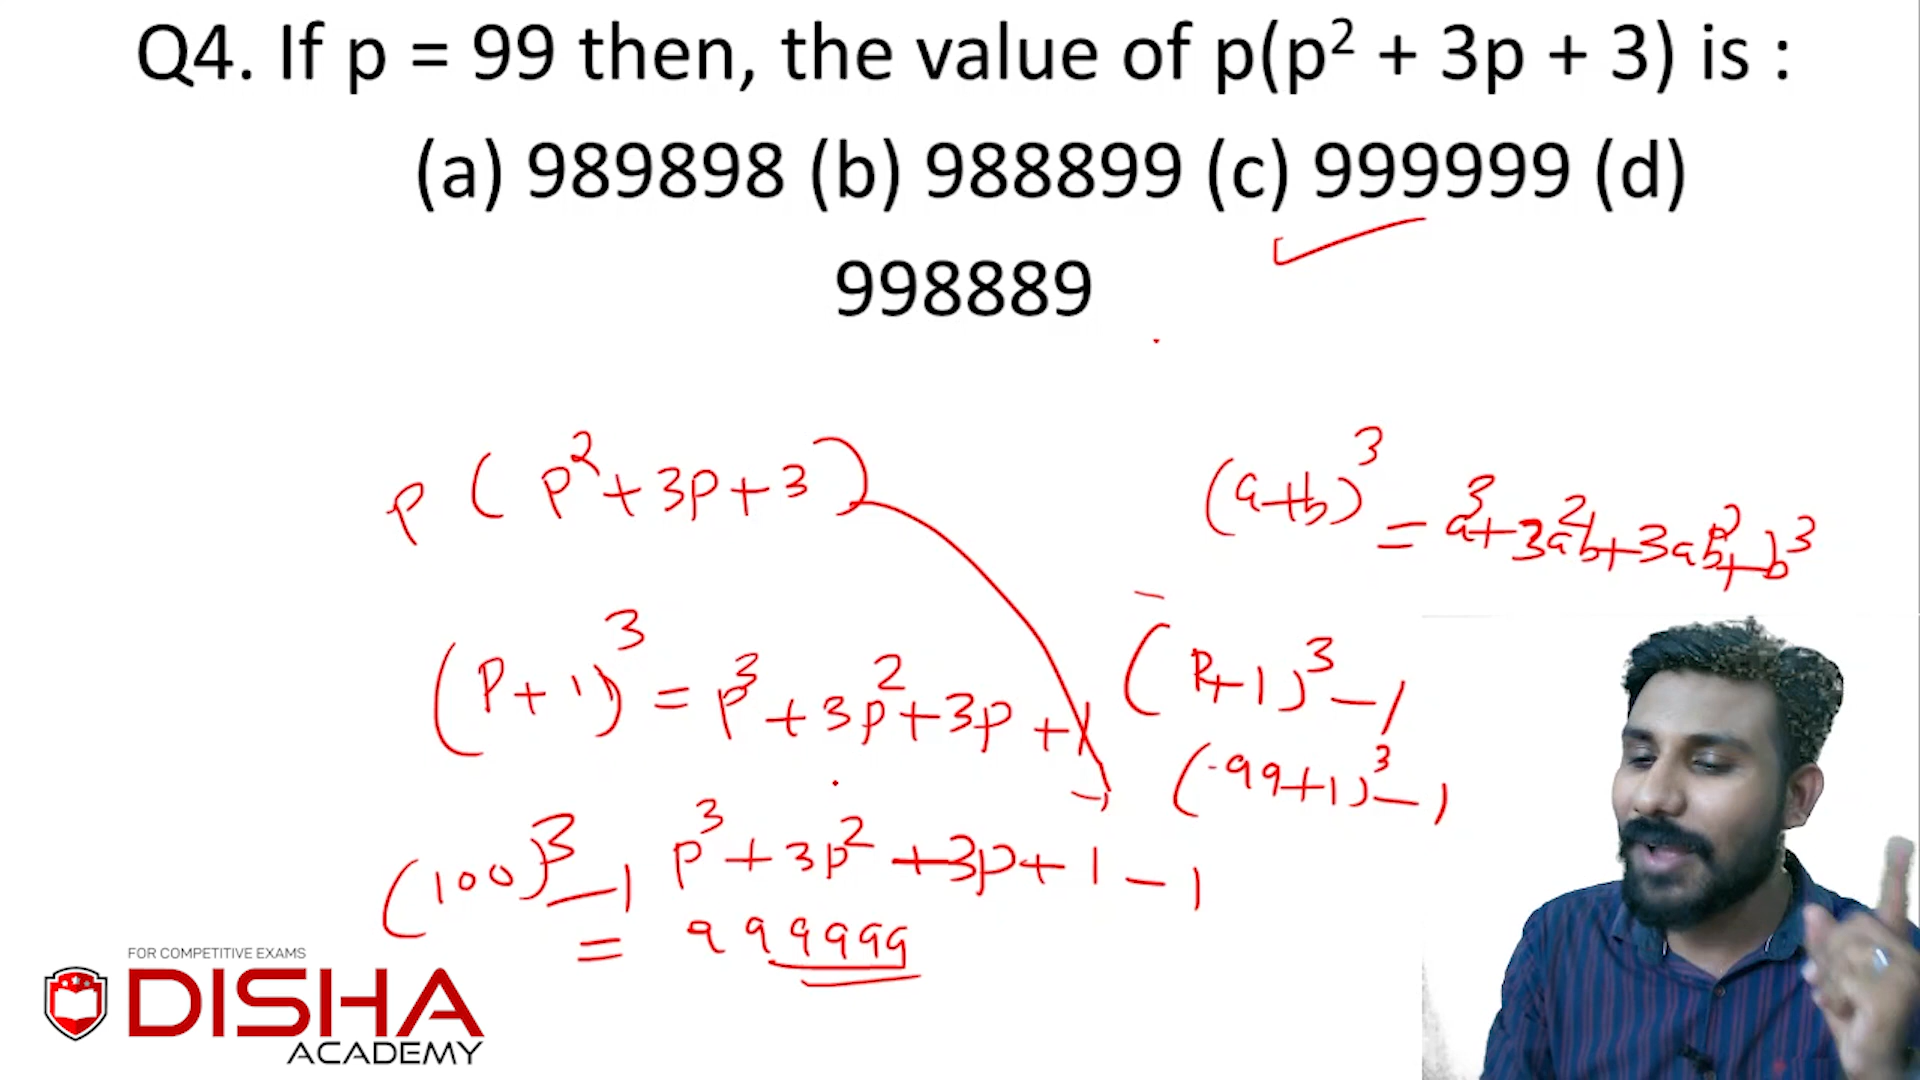 Q4. If p = 99 then, the value of p(p² + 3p + 3) is :
(a) 989898 (b) 988899 (c) 999999 (d)
998889
p ( p² + 3p + 3 )
(a+b)³
= a³ + 3a²b + 3ab² + b³
(P + 1)³ = p³ + 3p² + 3p + 1
(P+1)³ - 1
(99+1)³ - 1
-1
(100)³ - 1
p³ + 3p² + 3p + 1 - 1
= 999999
FOR COMPETITIVE EXAMS
DISHA
ACADEMY